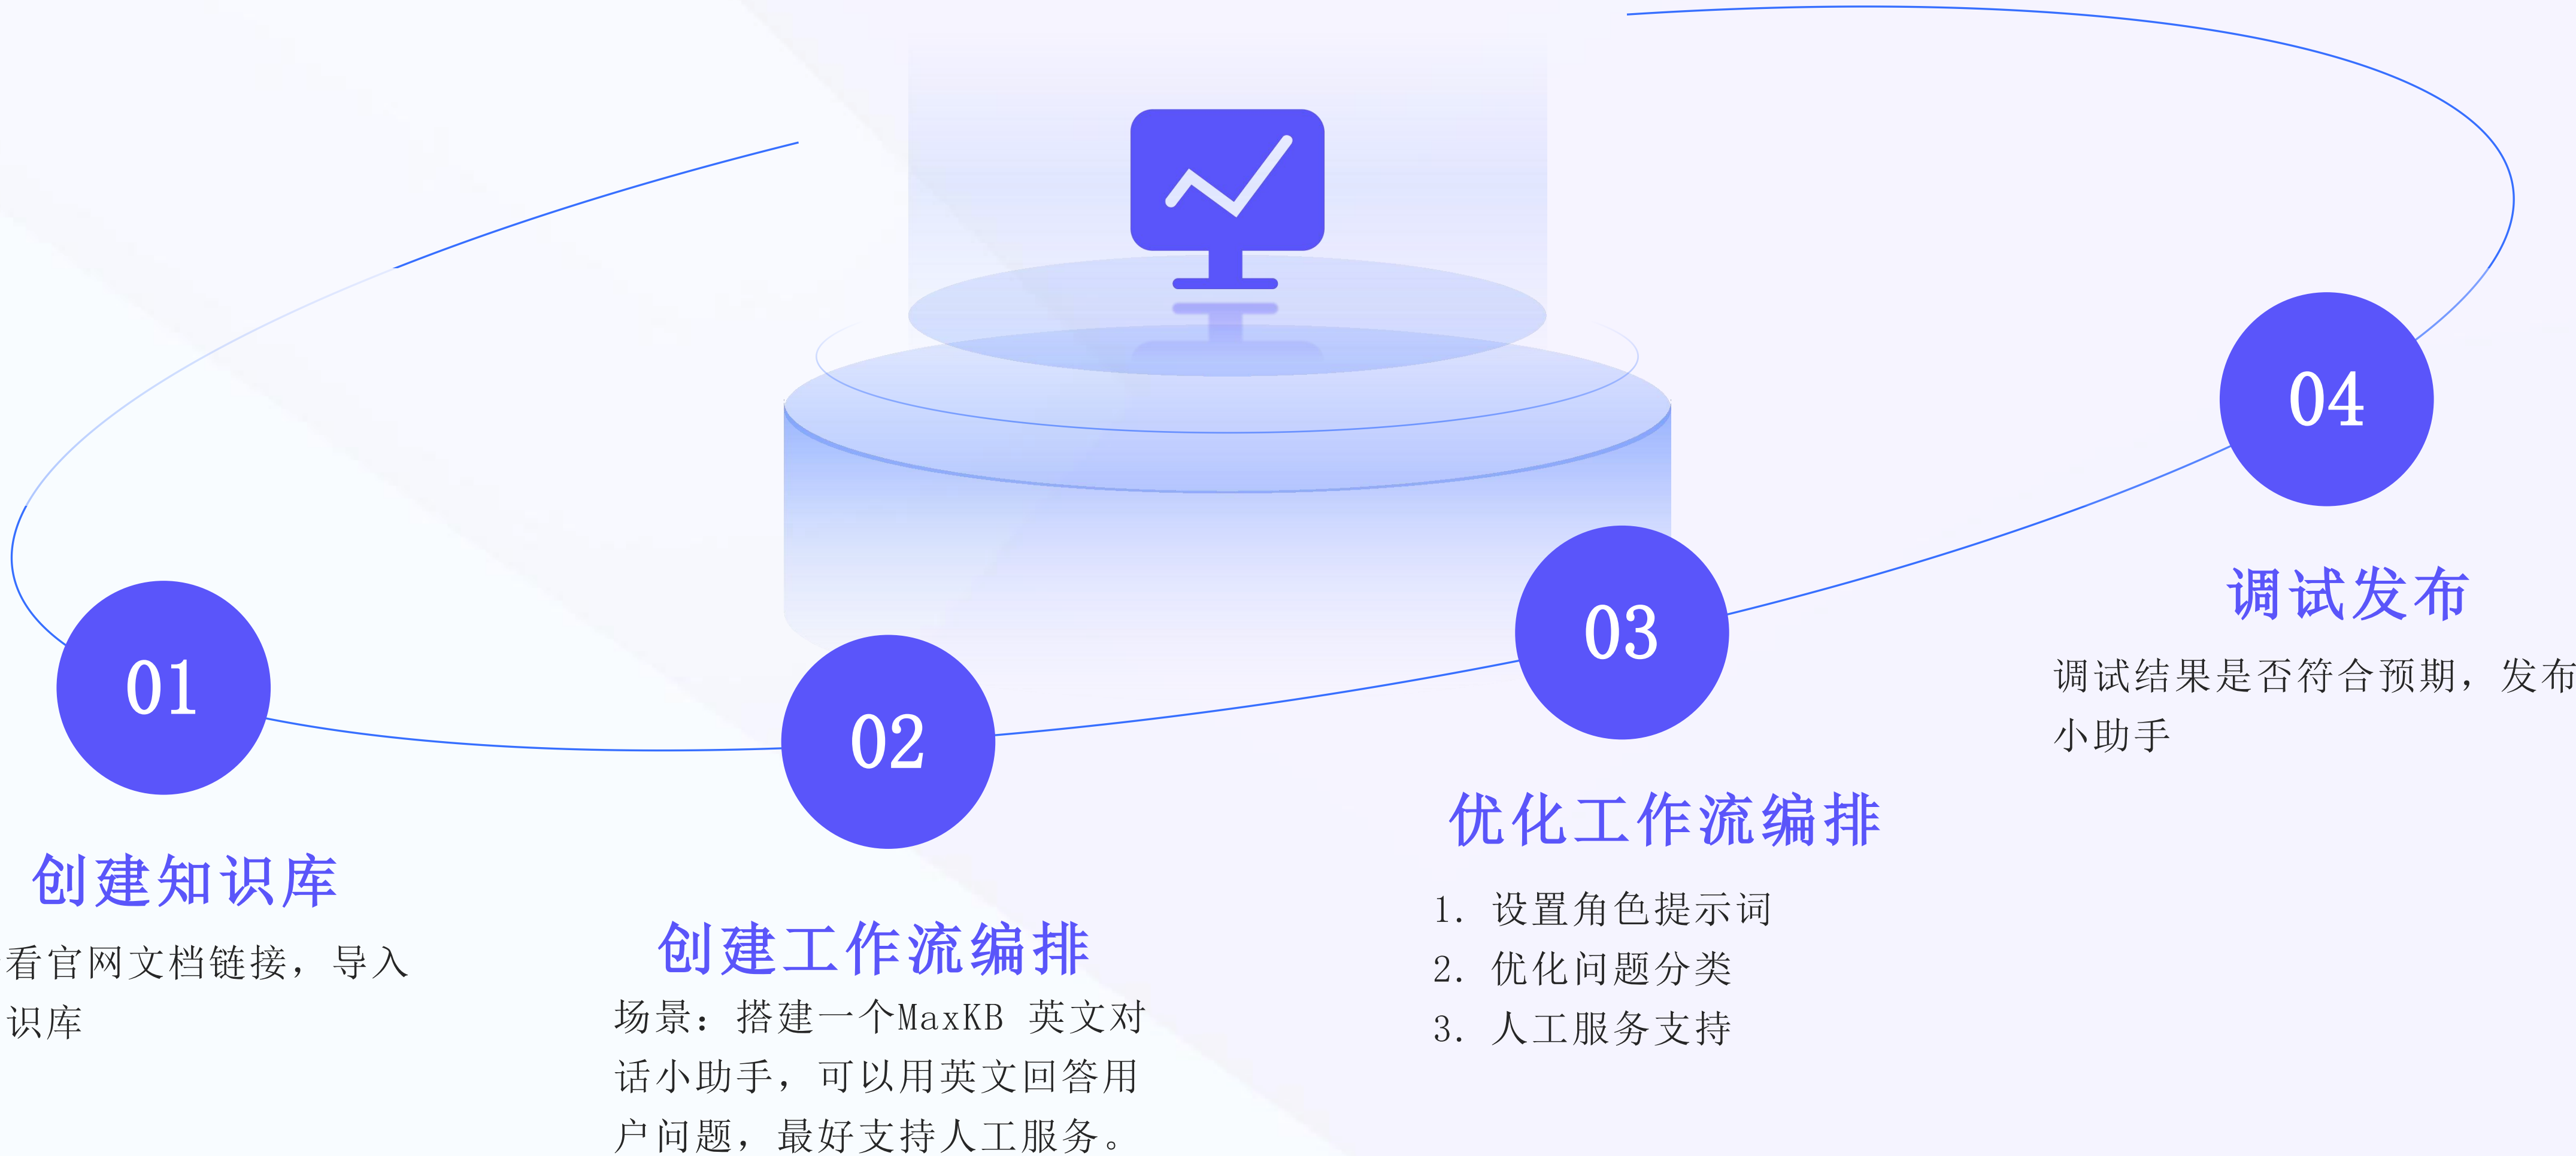 01
创建知识库
看官网文档链接，导入
识库
02
创建工作流编排
场景：搭建一个MaxKB 英文对
话小助手，可以用英文回答用
户问题，最好支持人工服务。
03
优化工作流编排
1. 设置角色提示词
2. 优化问题分类
3. 人工服务支持
04
调试发布
调试结果是否符合预期，发布
小助手